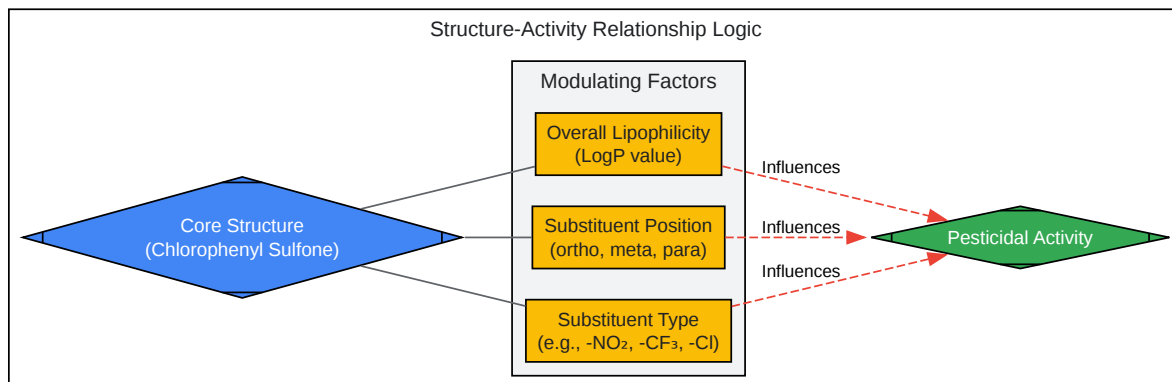 Structure-Activity Relationship Logic
Modulating Factors
Overall Lipophilicity
(LogP value)
Influences
Core Structure
(Chlorophenyl Sulfone)
Substituent Position
(ortho, meta, para)
Influences
Pesticidal Activity
Influences
Substituent Type
(e.g., -NO₂, -CF₃, -Cl)